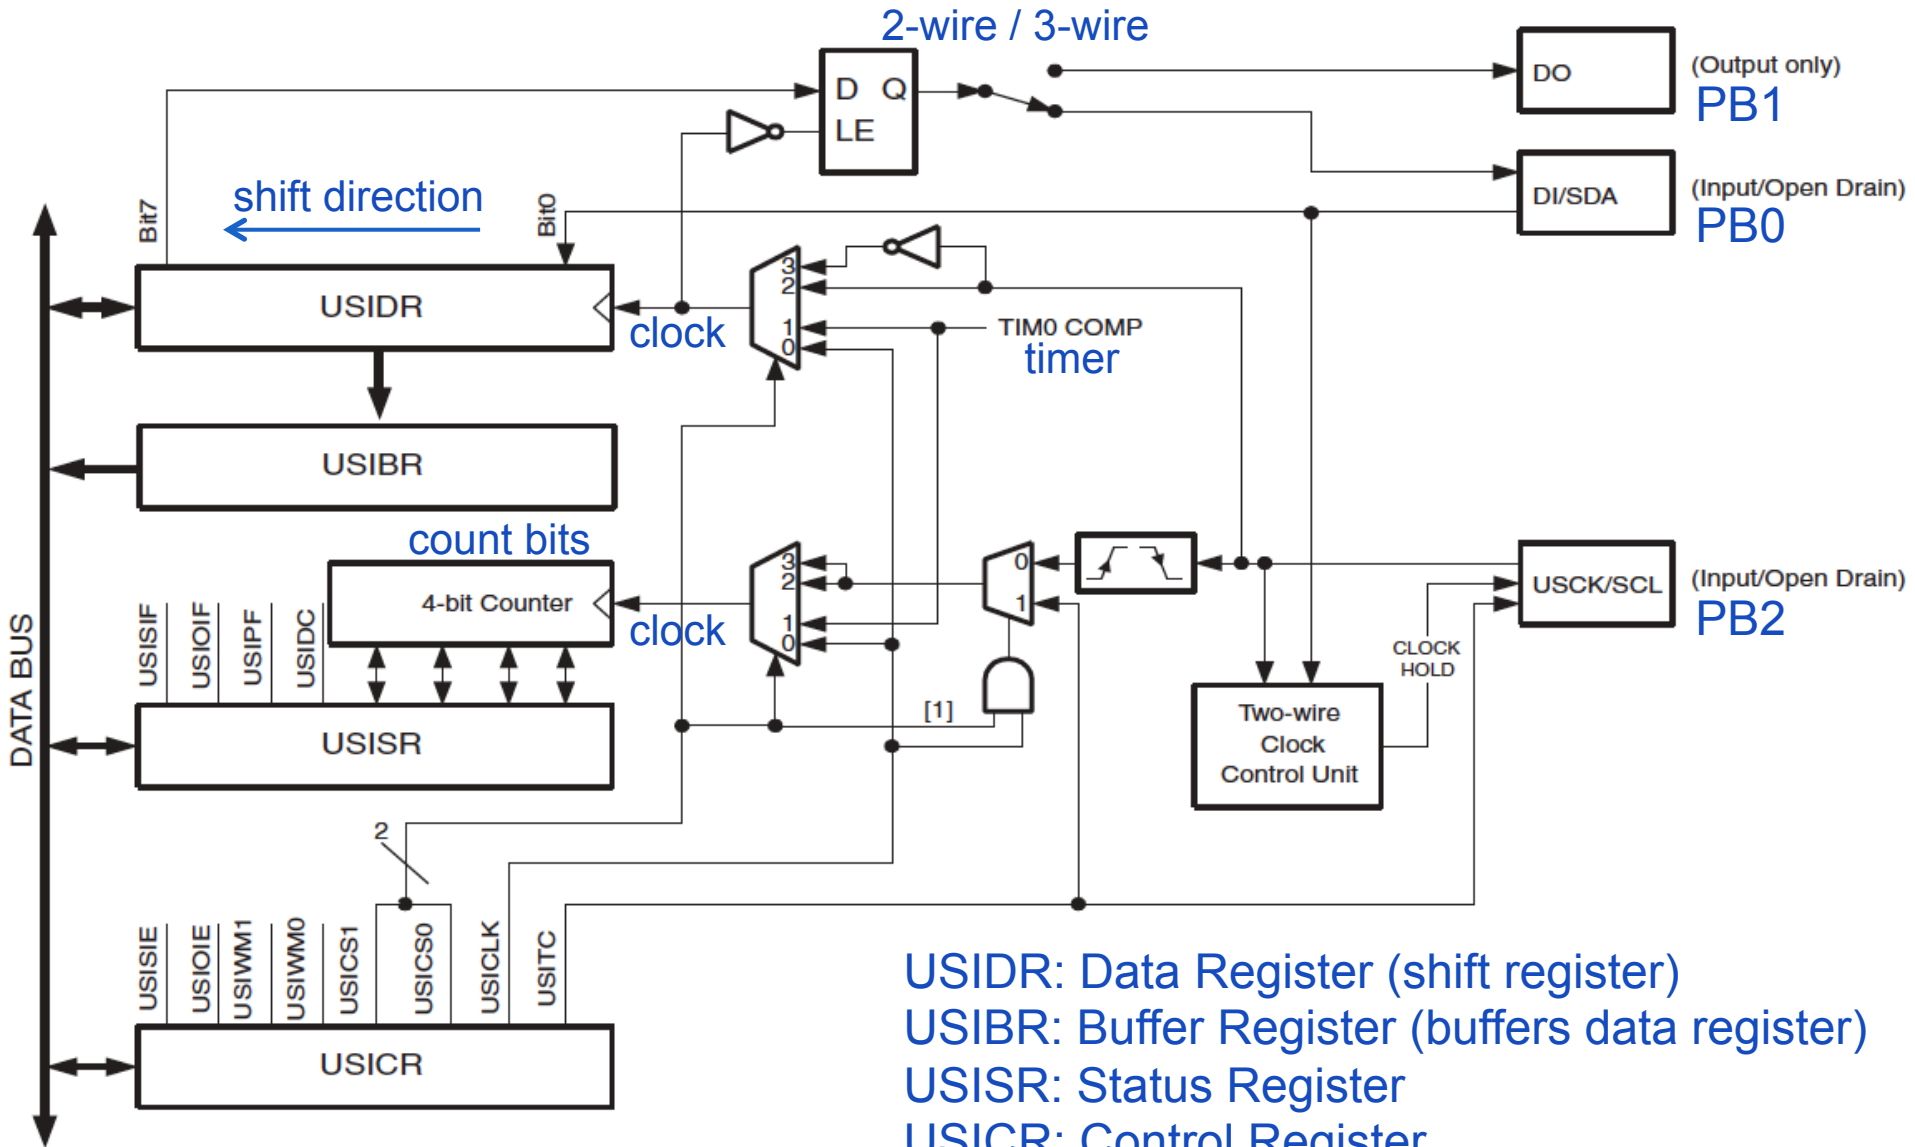 2-wire / 3-wire
D Q
LE
DO
(Output only)
PB1
DI/SDA
(Input/Open Drain)
PB0
Bit7
shift direction
Bit0
USIDR
clock
3
2
1
0
TIM0 COMP
timer
USIBR
count bits
4-bit Counter
clock
3
2
1
0
0
1
USCK/SCL
(Input/Open Drain)
PB2
CLOCK
HOLD
DATA BUS
USISIF
USIOIF
USIPF
USIDC
[1]
USISR
Two-wire
Clock
Control Unit
2
USISIE
USIOIE
USIWM1
USIWM0
USICS1
USICS0
USICLK
USITC
USICR
USIDR: Data Register (shift register)
USIBR: Buffer Register (buffers data register)
USISR: Status Register
USICR: Control Register